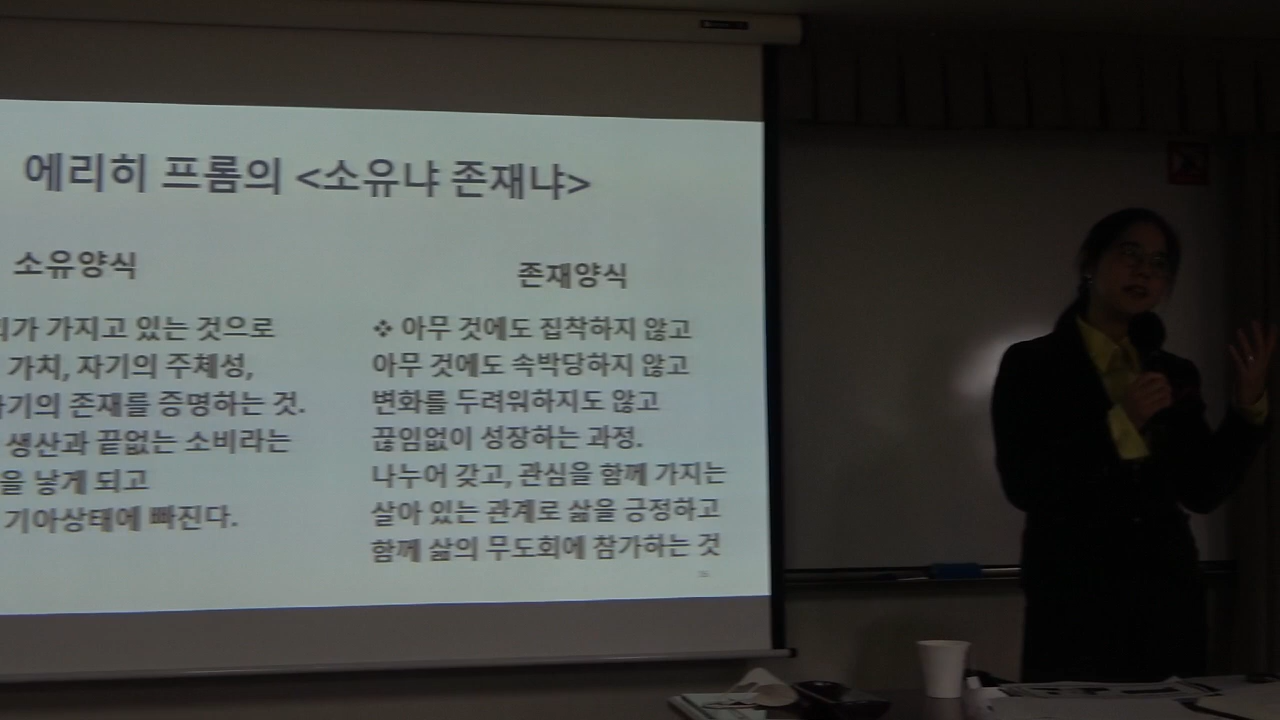 에리히 프롬의 <소유냐 존재냐>
소유양식
가 가지고 있는 것으로
가치, 자기의 주체성,
자기의 존재를 증명하는 것.
생산과 끝없는 소비라는
을 낳게 되고
기아상태에 빠진다.
존재양식
❖ 아무 것에도 집착하지 않고
아무 것에도 속박당하지 않고
변화를 두려워하지도 않고
끊임없이 성장하는 과정.
나누어 갖고, 관심을 함께 가지는
살아 있는 관계로 삶을 긍정하고
함께 삶의 무도회에 참가하는 것